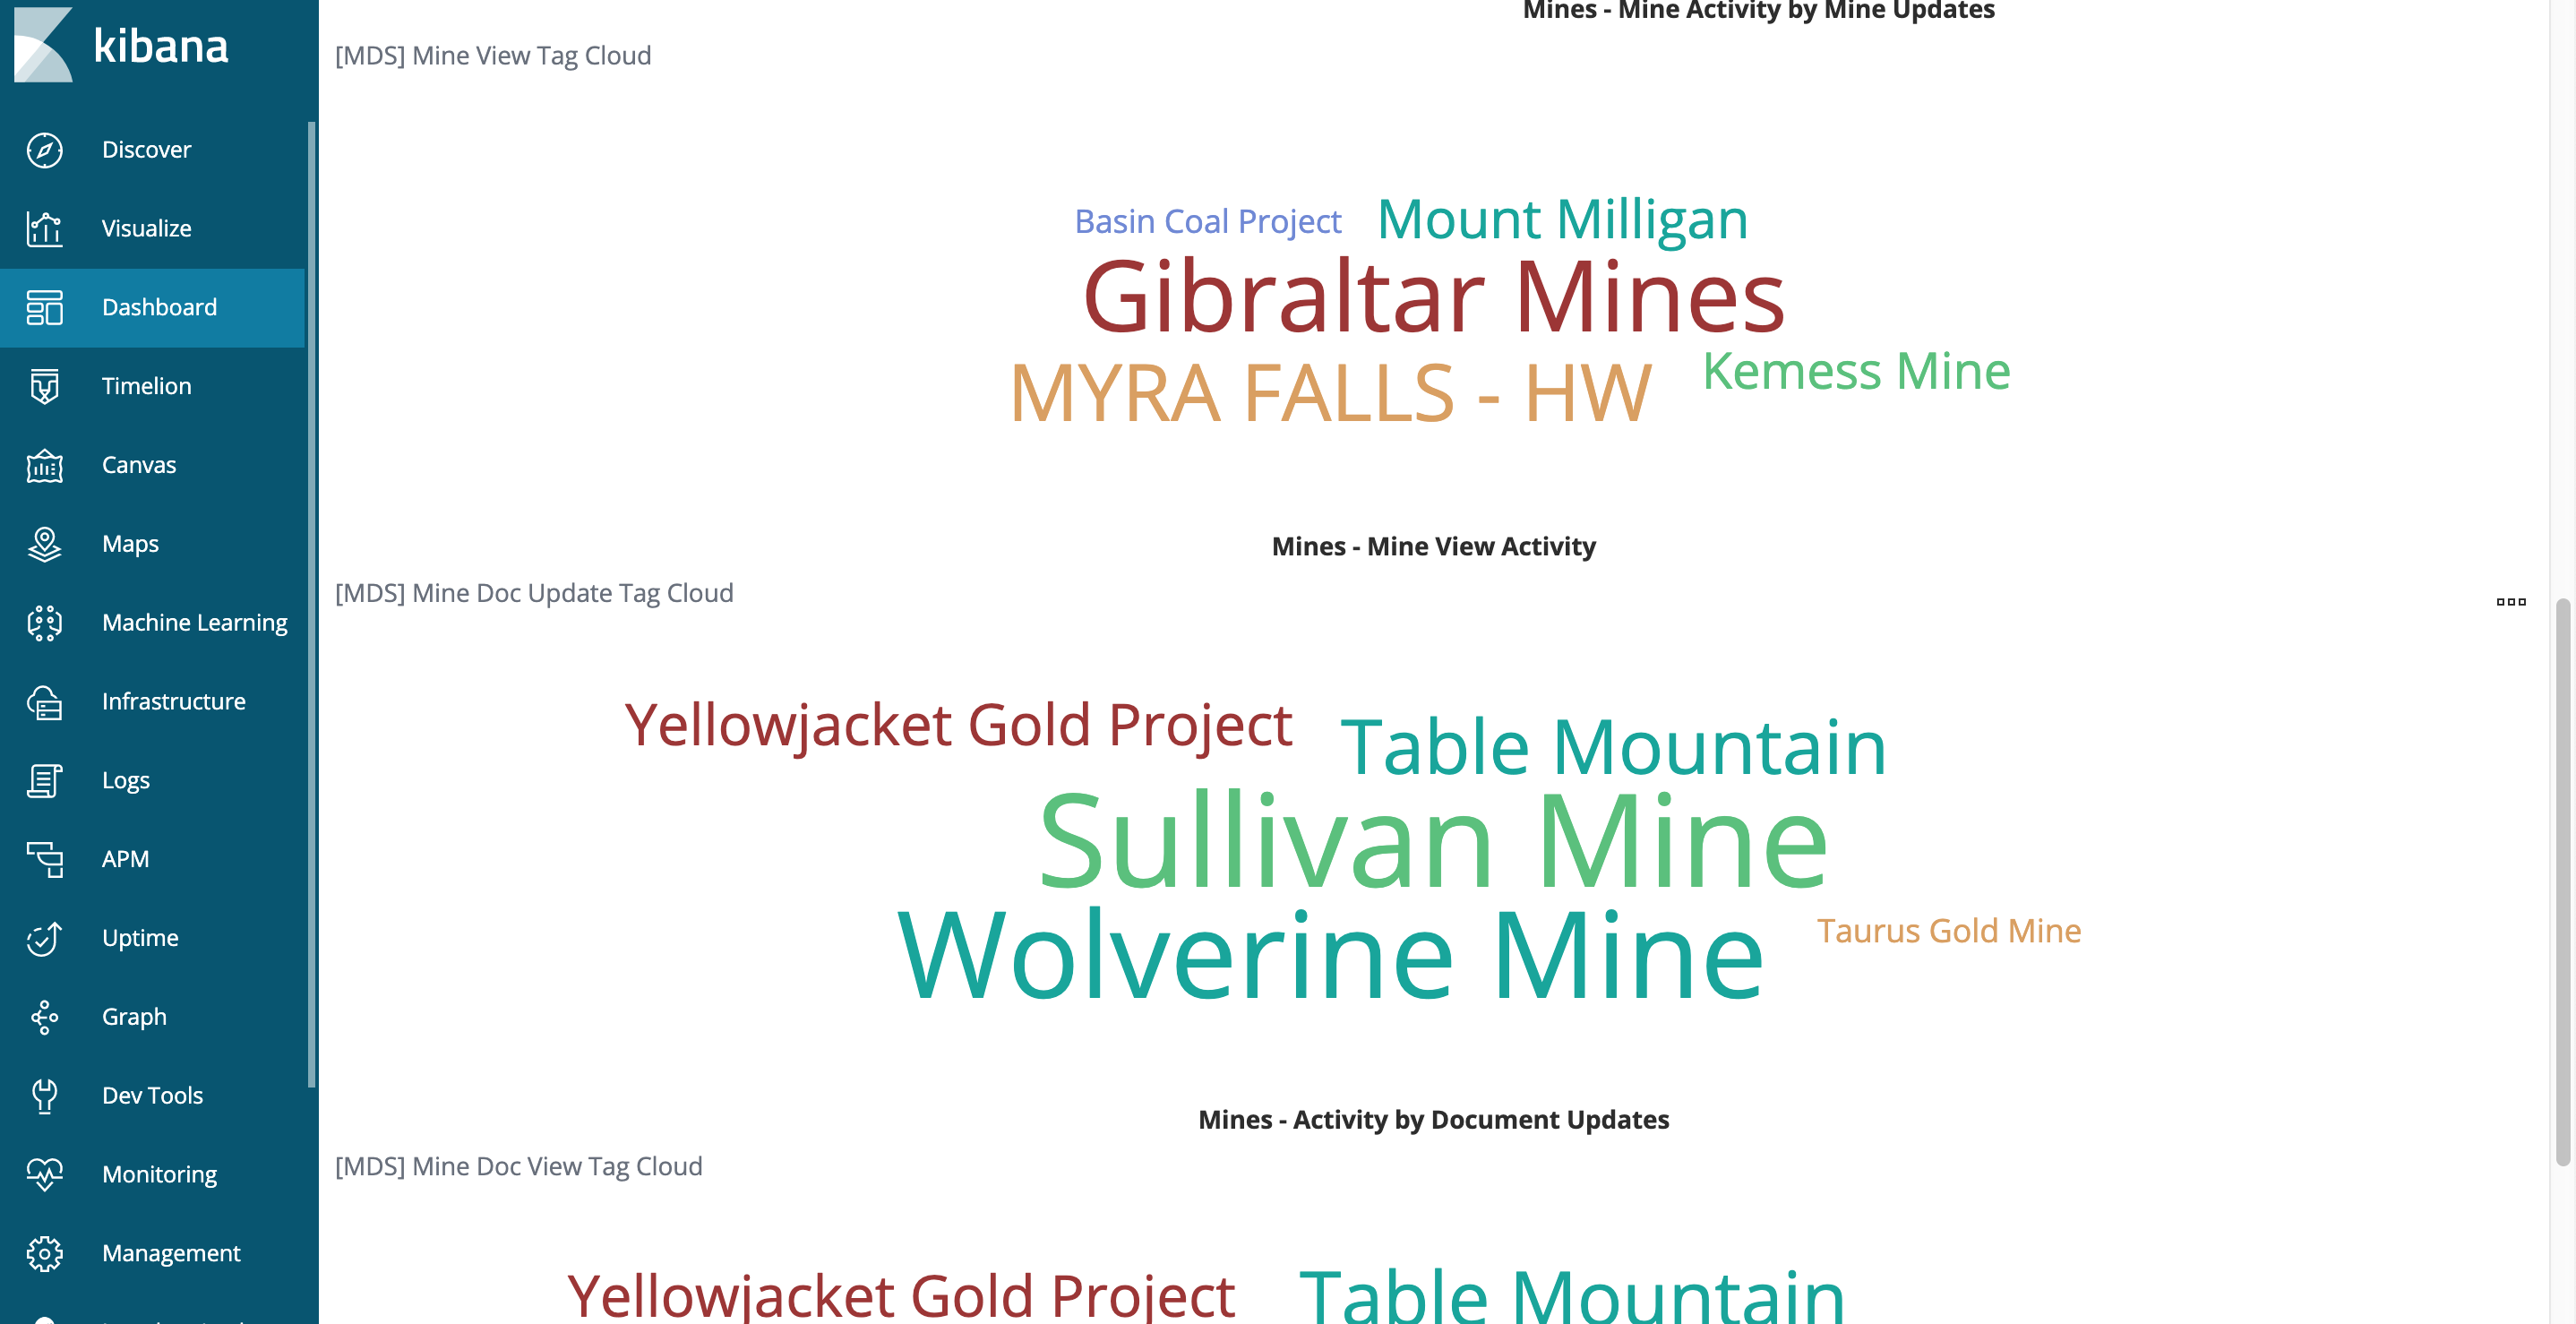 kibana
Discover
Visualize
Dashboard
Timelion
Canvas
Maps
Machine Learning
Infrastructure
Logs
APM
Uptime
Graph
Dev Tools
Monitoring
Management
Mines - Mine Activity by Mine Updates
[MDS] Mine View Tag Cloud
Basin Coal Project Mount Milligan
Gibraltar Mines
MYRA FALLS - HW Kemess Mine
Mines - Mine View Activity
[MDS] Mine Doc Update Tag Cloud
Yellowjacket Gold Project Table Mountain
Sullivan Mine
Wolverine Mine Taurus Gold Mine
Mines - Activity by Document Updates
[MDS] Mine Doc View Tag Cloud
Yellowjacket Gold Project Table Mountain